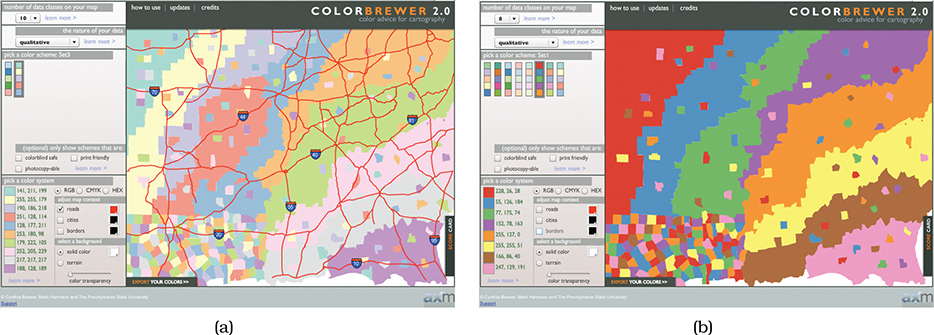 number of data classes on your map
10 learn more >
the nature of your data
qualitative learn more >
pick a color scheme: Set3
(optional) only show schemes that are:
colorblind safe print friendly
photocopy-able learn more >
pick a color system
141, 211, 199
255, 255, 179
190, 186, 218
251, 128, 114
128, 177, 211
253, 180, 98
179, 222, 105
252, 205, 229
217, 217, 217
188, 128, 189
RGB CMYK HEX
adjust map context
roads
cities
borders
select a background
solid color
terrain
color transparency
learn more >
how to use updates credits
COLORBREWER 2.0
color advice for cartography
44
40
20
SCORE CARD
EXPORT YOUR COLORS >>
© Cynthia Brewer, Mark Harrower and The Pennsylvania State University
Support
axm
(a)
number of data classes on your map
8 learn more >
the nature of your data
qualitative learn more >
pick a color scheme: Set1
(optional) only show schemes that are:
colorblind safe print friendly
photocopy-able learn more >
pick a color system
228, 26, 28
55, 126, 184
77, 175, 74
152, 78, 163
255, 127, 0
255, 255, 51
166, 86, 40
247, 129, 191
RGB CMYK HEX
adjust map context
roads
cities
borders
select a background
solid color
terrain
color transparency
learn more >
how to use updates credits
COLORBREWER 2.0
color advice for cartography
SCORE CARD
EXPORT YOUR COLORS >>
© Cynthia Brewer, Mark Harrower and The Pennsylvania State University
Support
axm
(b)